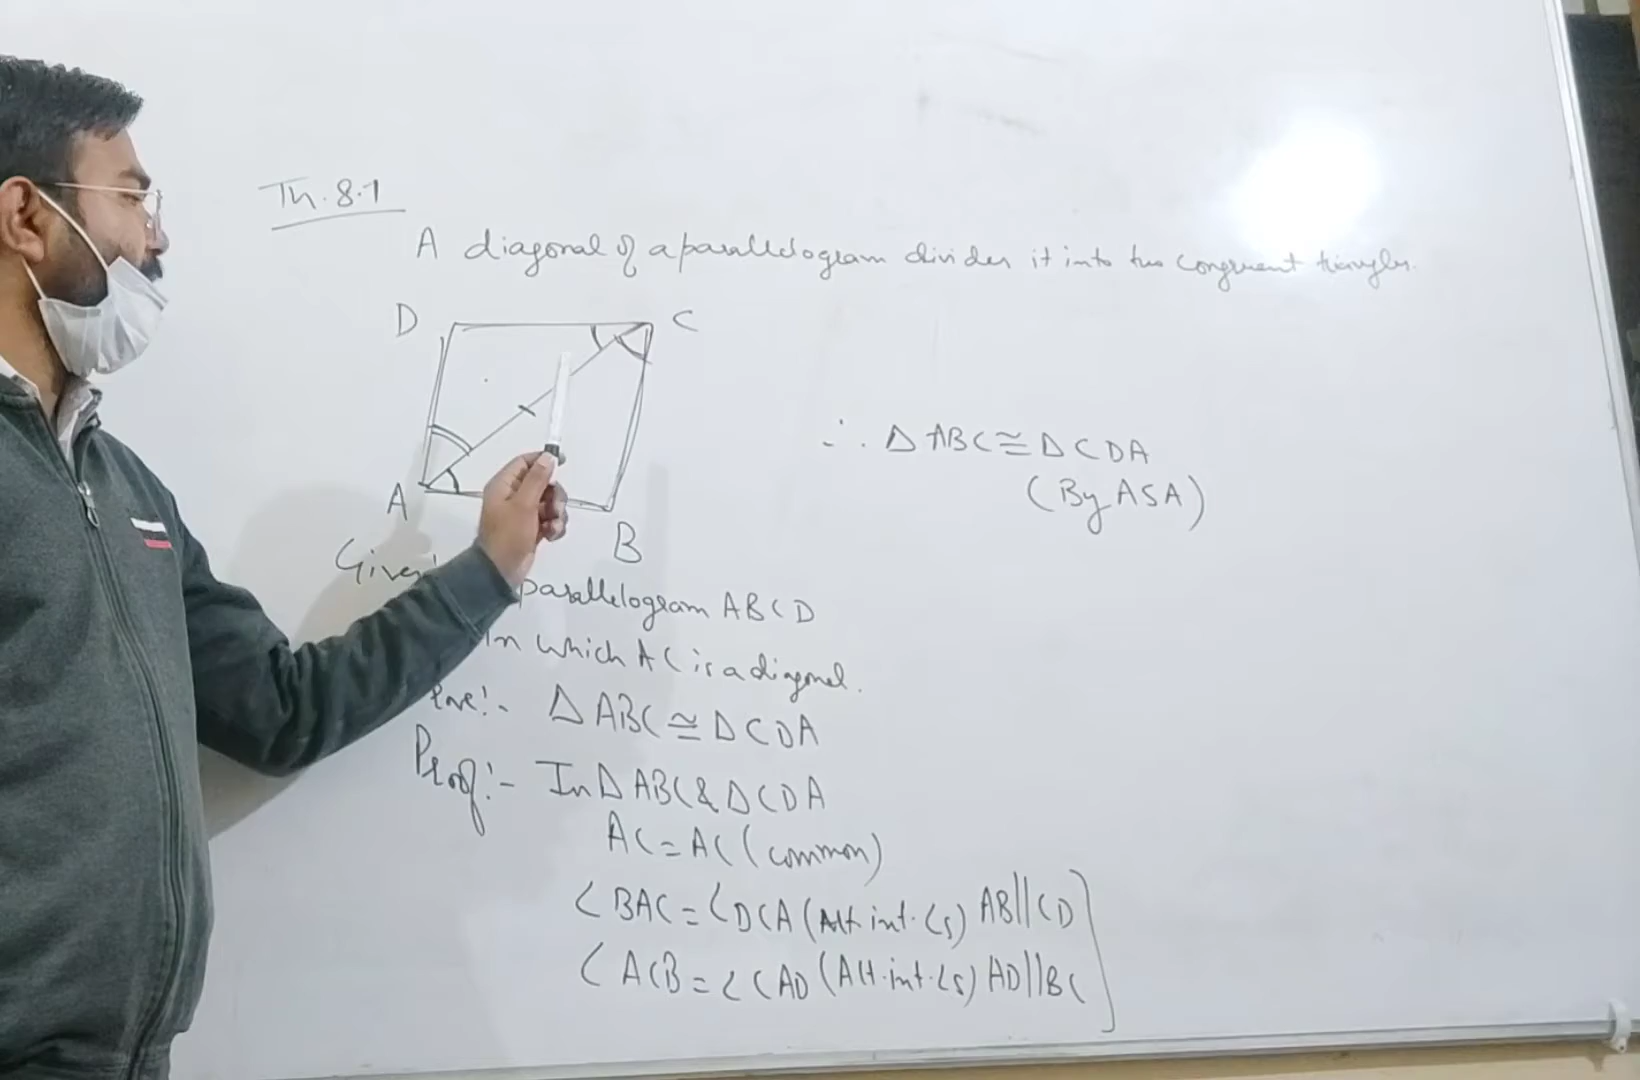 Th. 8.1
A diagonal of a parallelogram divides it into two congruent triangles.
D C
A B
Given
parallelogram ABCD
In which AC is a digonal.
∆ ABC ≅ ∆ CDA
Proof:- In ∆ ABC & ∆ CDA
AC = AC (common)
∠BAC = ∠DCA (Alt. int. ∠s) AB||CD
∠ACB = ∠CAD (Alt. int. ∠s) AD||BC
∴ ∆ ABC ≅ ∆ CDA
(By ASA)